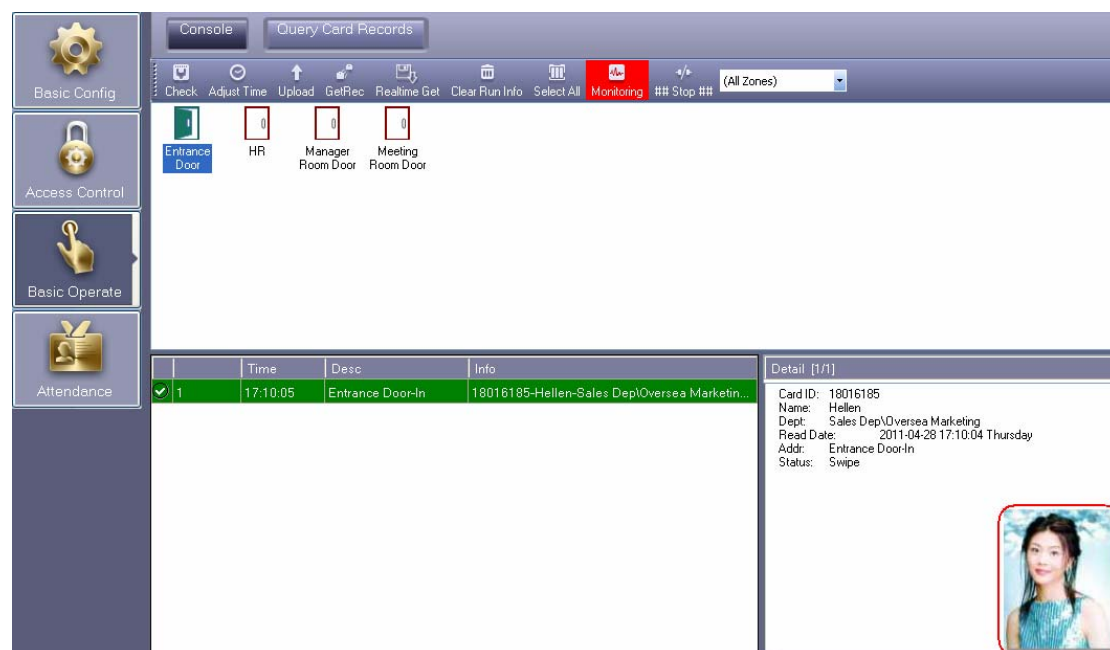 Console Query Card Records
Check Adjust Time Upload GetRec Realtime Get Clear Run Info Select All Monitoring ## Stop ## (All Zones)
Basic Config
Access Control
Basic Operate
Attendance
Entrance Door
HR
Manager Room Door
Meeting Room Door
Time Desc Info
1 17:10:05 Entrance Door-In 18016185-Hellen-Sales Dep\Oversea Marketin...
Detail [1/1]
Card ID: 18016185
Name: Hellen
Dept: Sales Dep\Oversea Marketing
Read Date: 2011-04-28 17:10:04 Thursday
Addr: Entrance Door-In
Status: Swipe